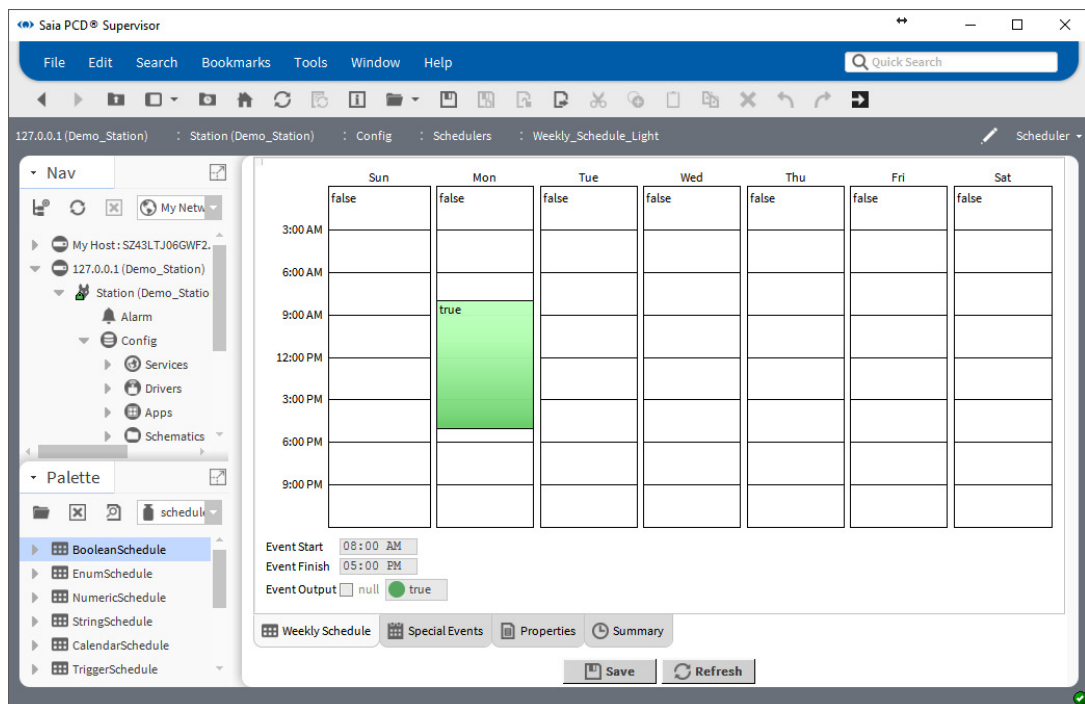 Saia PCD® Supervisor
File Edit Search Bookmarks Tools Window Help Quick Search
127.0.0.1 (Demo_Station) : Station (Demo_Station) : Config : Schedulers : Weekly_Schedule_Light Scheduler
Nav
My Netw
My Host : SZ43LTJ06GWF2.
127.0.0.1 (Demo_Station)
Station (Demo_Statio
Alarm
Config
Services
Drivers
Apps
Schematics
Palette
schedule
BooleanSchedule
EnumSchedule
NumericSchedule
StringSchedule
CalendarSchedule
TriggerSchedule
Sun Mon Tue Wed Thu Fri Sat
false false false false false false false
3:00 AM
6:00 AM
true
9:00 AM
12:00 PM
3:00 PM
6:00 PM
9:00 PM
Event Start 08:00 AM
Event Finish 05:00 PM
Event Output null true
Weekly Schedule Special Events Properties Summary
Save Refresh